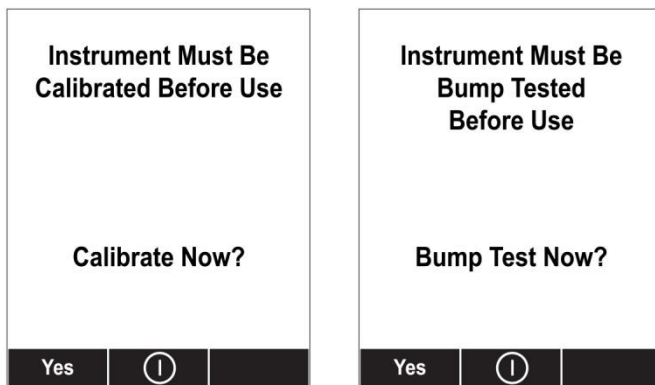 Instrument Must Be
Calibrated Before Use
Calibrate Now?
Yes
Instrument Must Be
Bump Tested
Before Use
Bump Test Now?
Yes